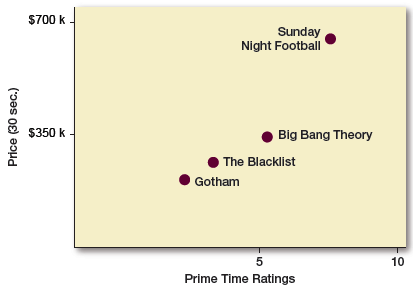 $700 k
Sunday
Night Football
Price (30 sec.)
$350 k
Big Bang Theory
The Blacklist
Gotham
5
10
Prime Time Ratings